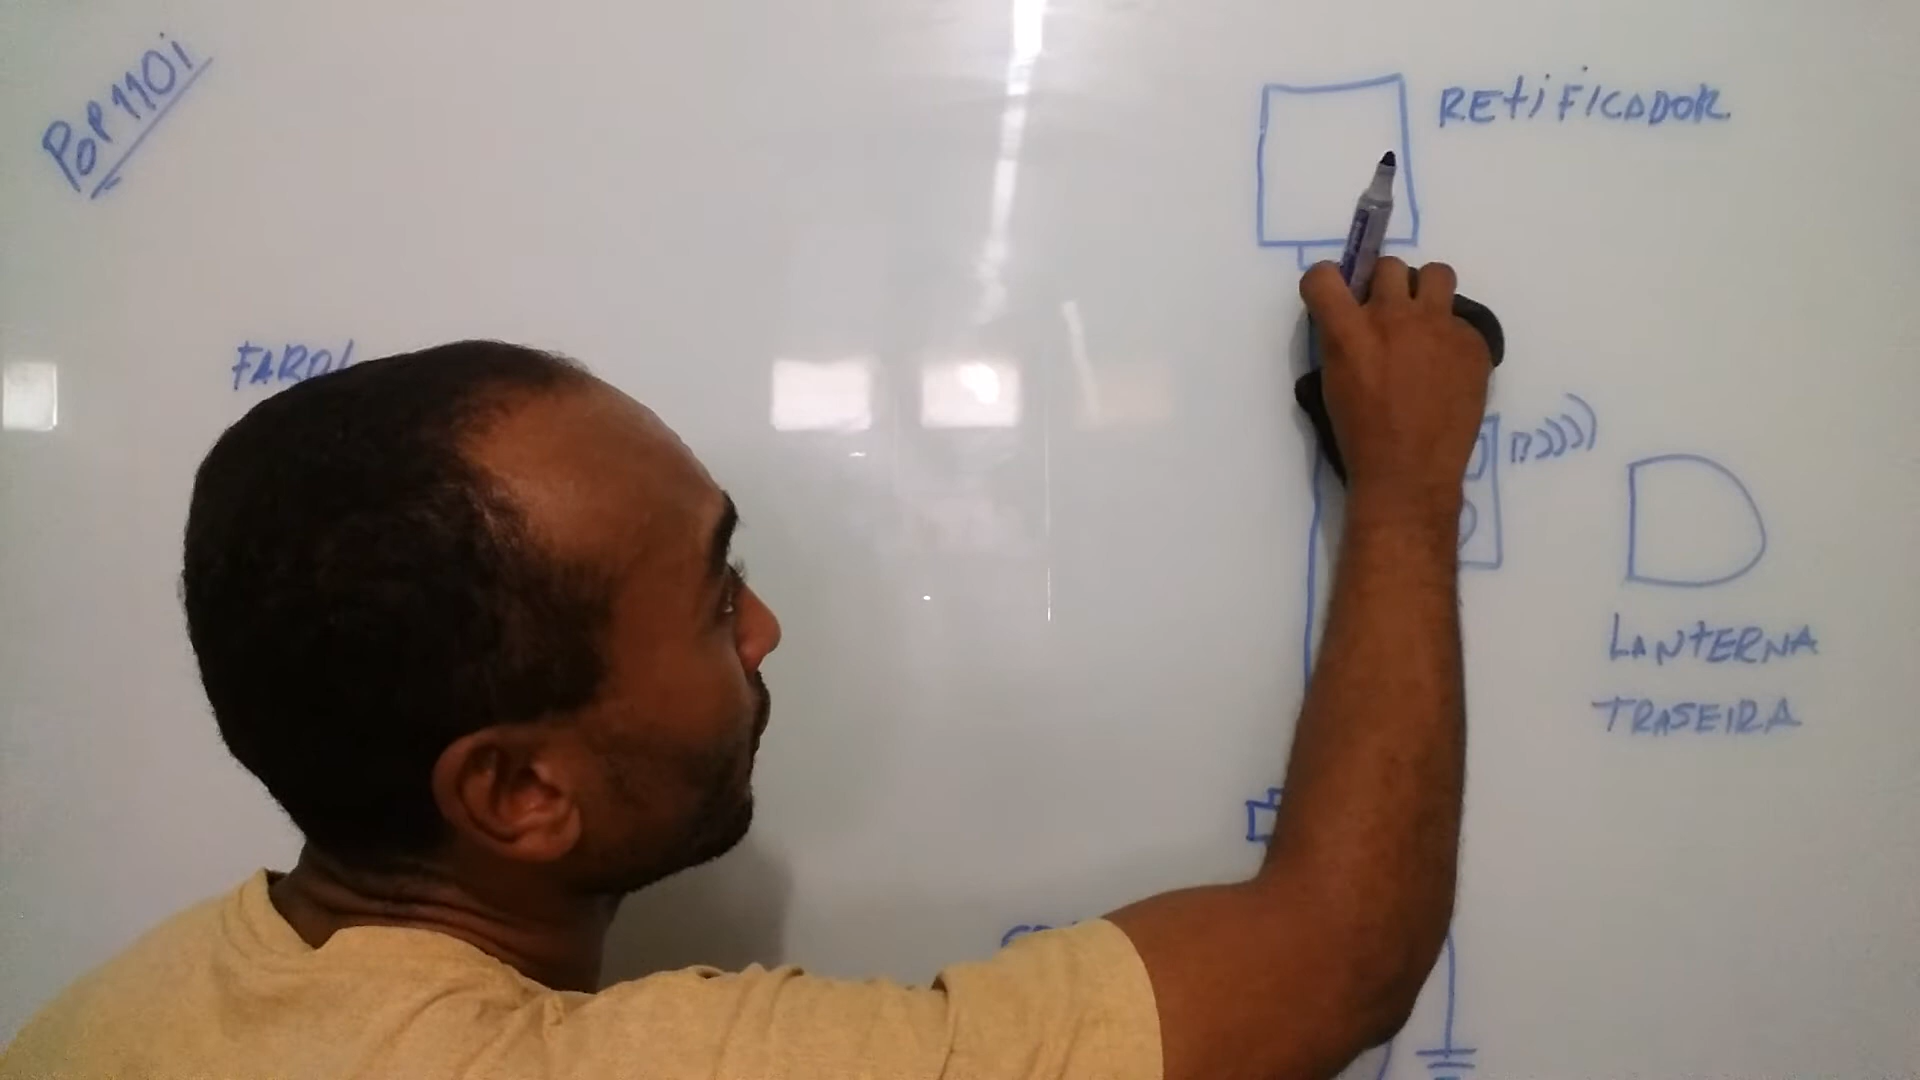 POP 110i
RETIFICADOR
FAROL
LANTERNA
TRASEIRA